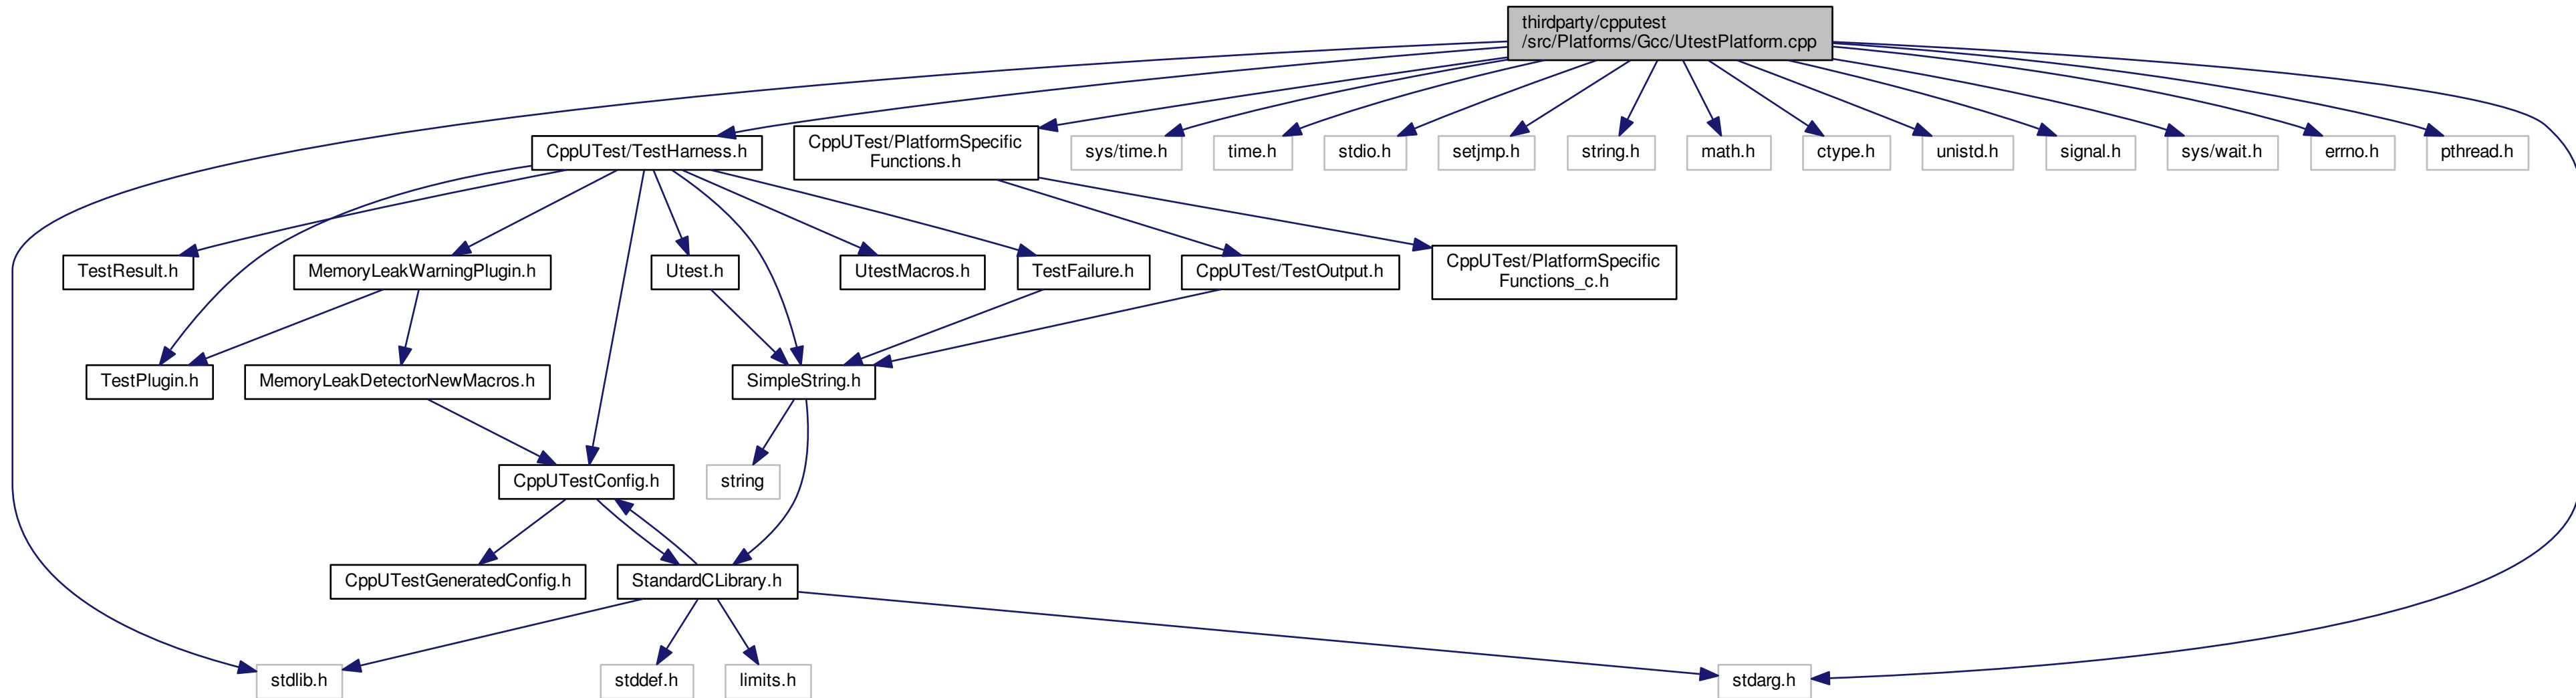 thirdparty/cpputest
/src/Platforms/Gcc/UtestPlatform.cpp
CppUTest/TestHarness.h
CppUTest/PlatformSpecific
Functions.h
sys/time.h
time.h
stdio.h
setjmp.h
string.h
math.h
ctype.h
unistd.h
signal.h
sys/wait.h
errno.h
pthread.h
TestResult.h
MemoryLeakWarningPlugin.h
Utest.h
UtestMacros.h
TestFailure.h
CppUTest/TestOutput.h
CppUTest/PlatformSpecific
Functions_c.h
TestPlugin.h
MemoryLeakDetectorNewMacros.h
SimpleString.h
CppUTestConfig.h
string
CppUTestGeneratedConfig.h
StandardCLibrary.h
stdlib.h
stddef.h
limits.h
stdarg.h